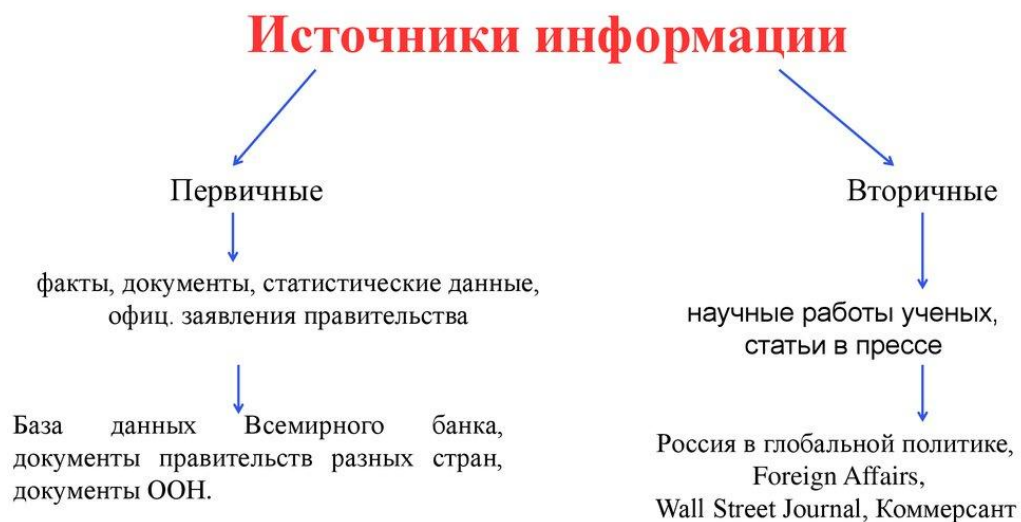 Источники информации
Первичные
Вторичные
факты, документы, статистические данные,
офиц. заявления правительства
научные работы ученых,
статьи в прессе
База данных Всемирного банка,
документы правительств разных стран,
документы ООН.
Россия в глобальной политике,
Foreign Affairs,
Wall Street Journal, Коммерсант